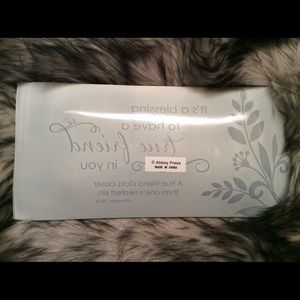 It's a blessing
to have a
true friend
in you.
© Abbey Press
MADE IN CHINA
A true friend sticks closer
than one's nearest kin.
—Proverbs 18:24